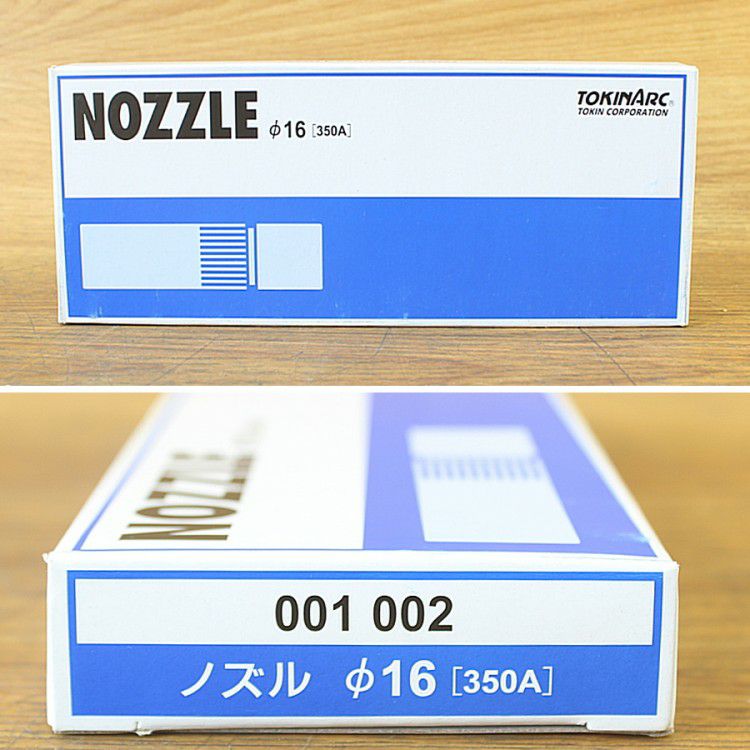 NOZZLE φ16 [350A]
TOKINARC®
TOKIN CORPORATION
NOZZLE
001 002
ノズル φ16 [350A]